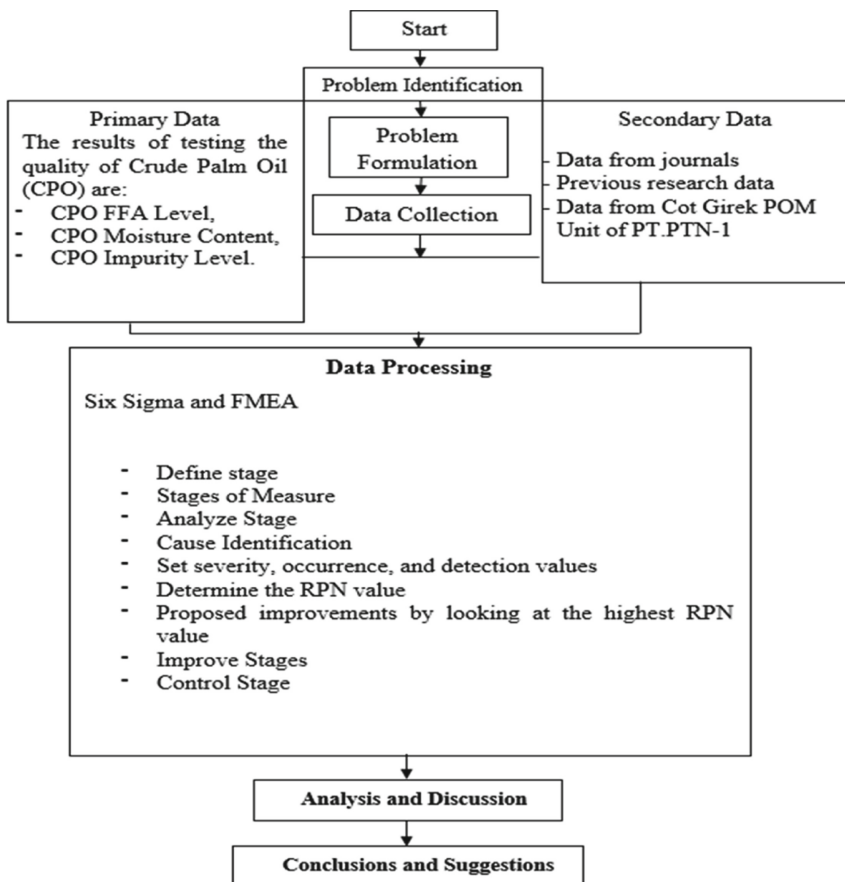 Start
Problem Identification
Primary Data
The results of testing the
quality of Crude Palm Oil
(CPO) are:
- CPO FFA Level,
- CPO Moisture Content,
- CPO Impurity Level.
Problem
Formulation
Data Collection
Secondary Data
- Data from journals
- Previous research data
- Data from Cot Girek POM
Unit of PT.PTN-1
Data Processing
Six Sigma and FMEA
- Define stage
- Stages of Measure
- Analyze Stage
- Cause Identification
- Set severity, occurrence, and detection values
- Determine the RPN value
- Proposed improvements by looking at the highest RPN
value
- Improve Stages
- Control Stage
Analysis and Discussion
Conclusions and Suggestions